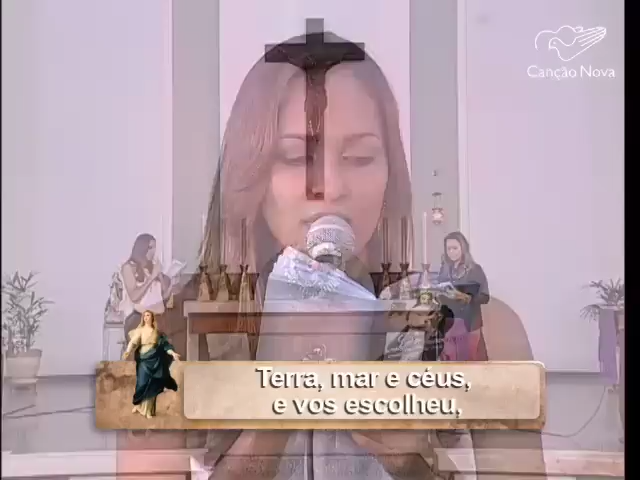 Canção Nova
Terra, mar e céus,
e vos escolheu,